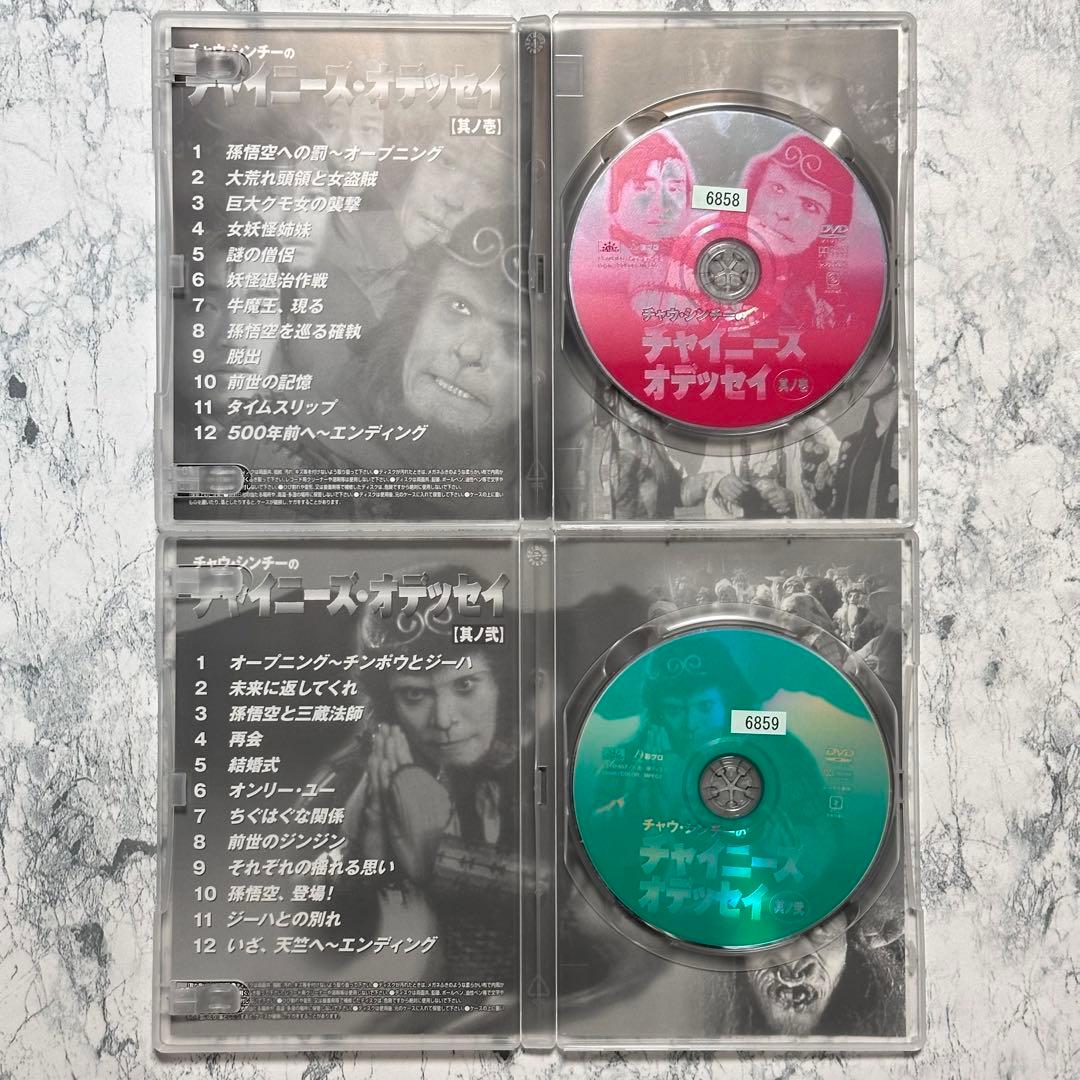 チャウ・シンチーの
チャイニーズ・オデッセイ
【其ノ壱】
1 孫悟空への罰～オープニング
2 大荒れ頭領と女盗賊
3 巨大クモ女の襲撃
4 女妖怪姉妹
5 謎の僧侶
6 妖怪退治作戦
7 牛魔王、現る
8 孫悟空を巡る確執
9 脱出
10 前世の記憶
11 タイムスリップ
12 500年前へ～エンディング
6858
DVD
チャウ・シンチーの
チャイニーズ
オデッセイ 其ノ壱
チャウ・シンチーの
チャイニーズ・オデッセイ
【其ノ弐】
1 オープニング～チンポウとジーハ
2 未来に返してくれ
3 孫悟空と三蔵法師
4 再会
5 結婚式
6 オンリー・ユー
7 ちぐはぐな関係
8 前世のジンジン
9 それぞれの揺れる思い
10 孫悟空、登場！
11 ジーハとの別れ
12 いざ、天竺へ～エンディング
6859
DVD
チャウ・シンチーの
チャイニーズ
オデッセイ 其ノ弐